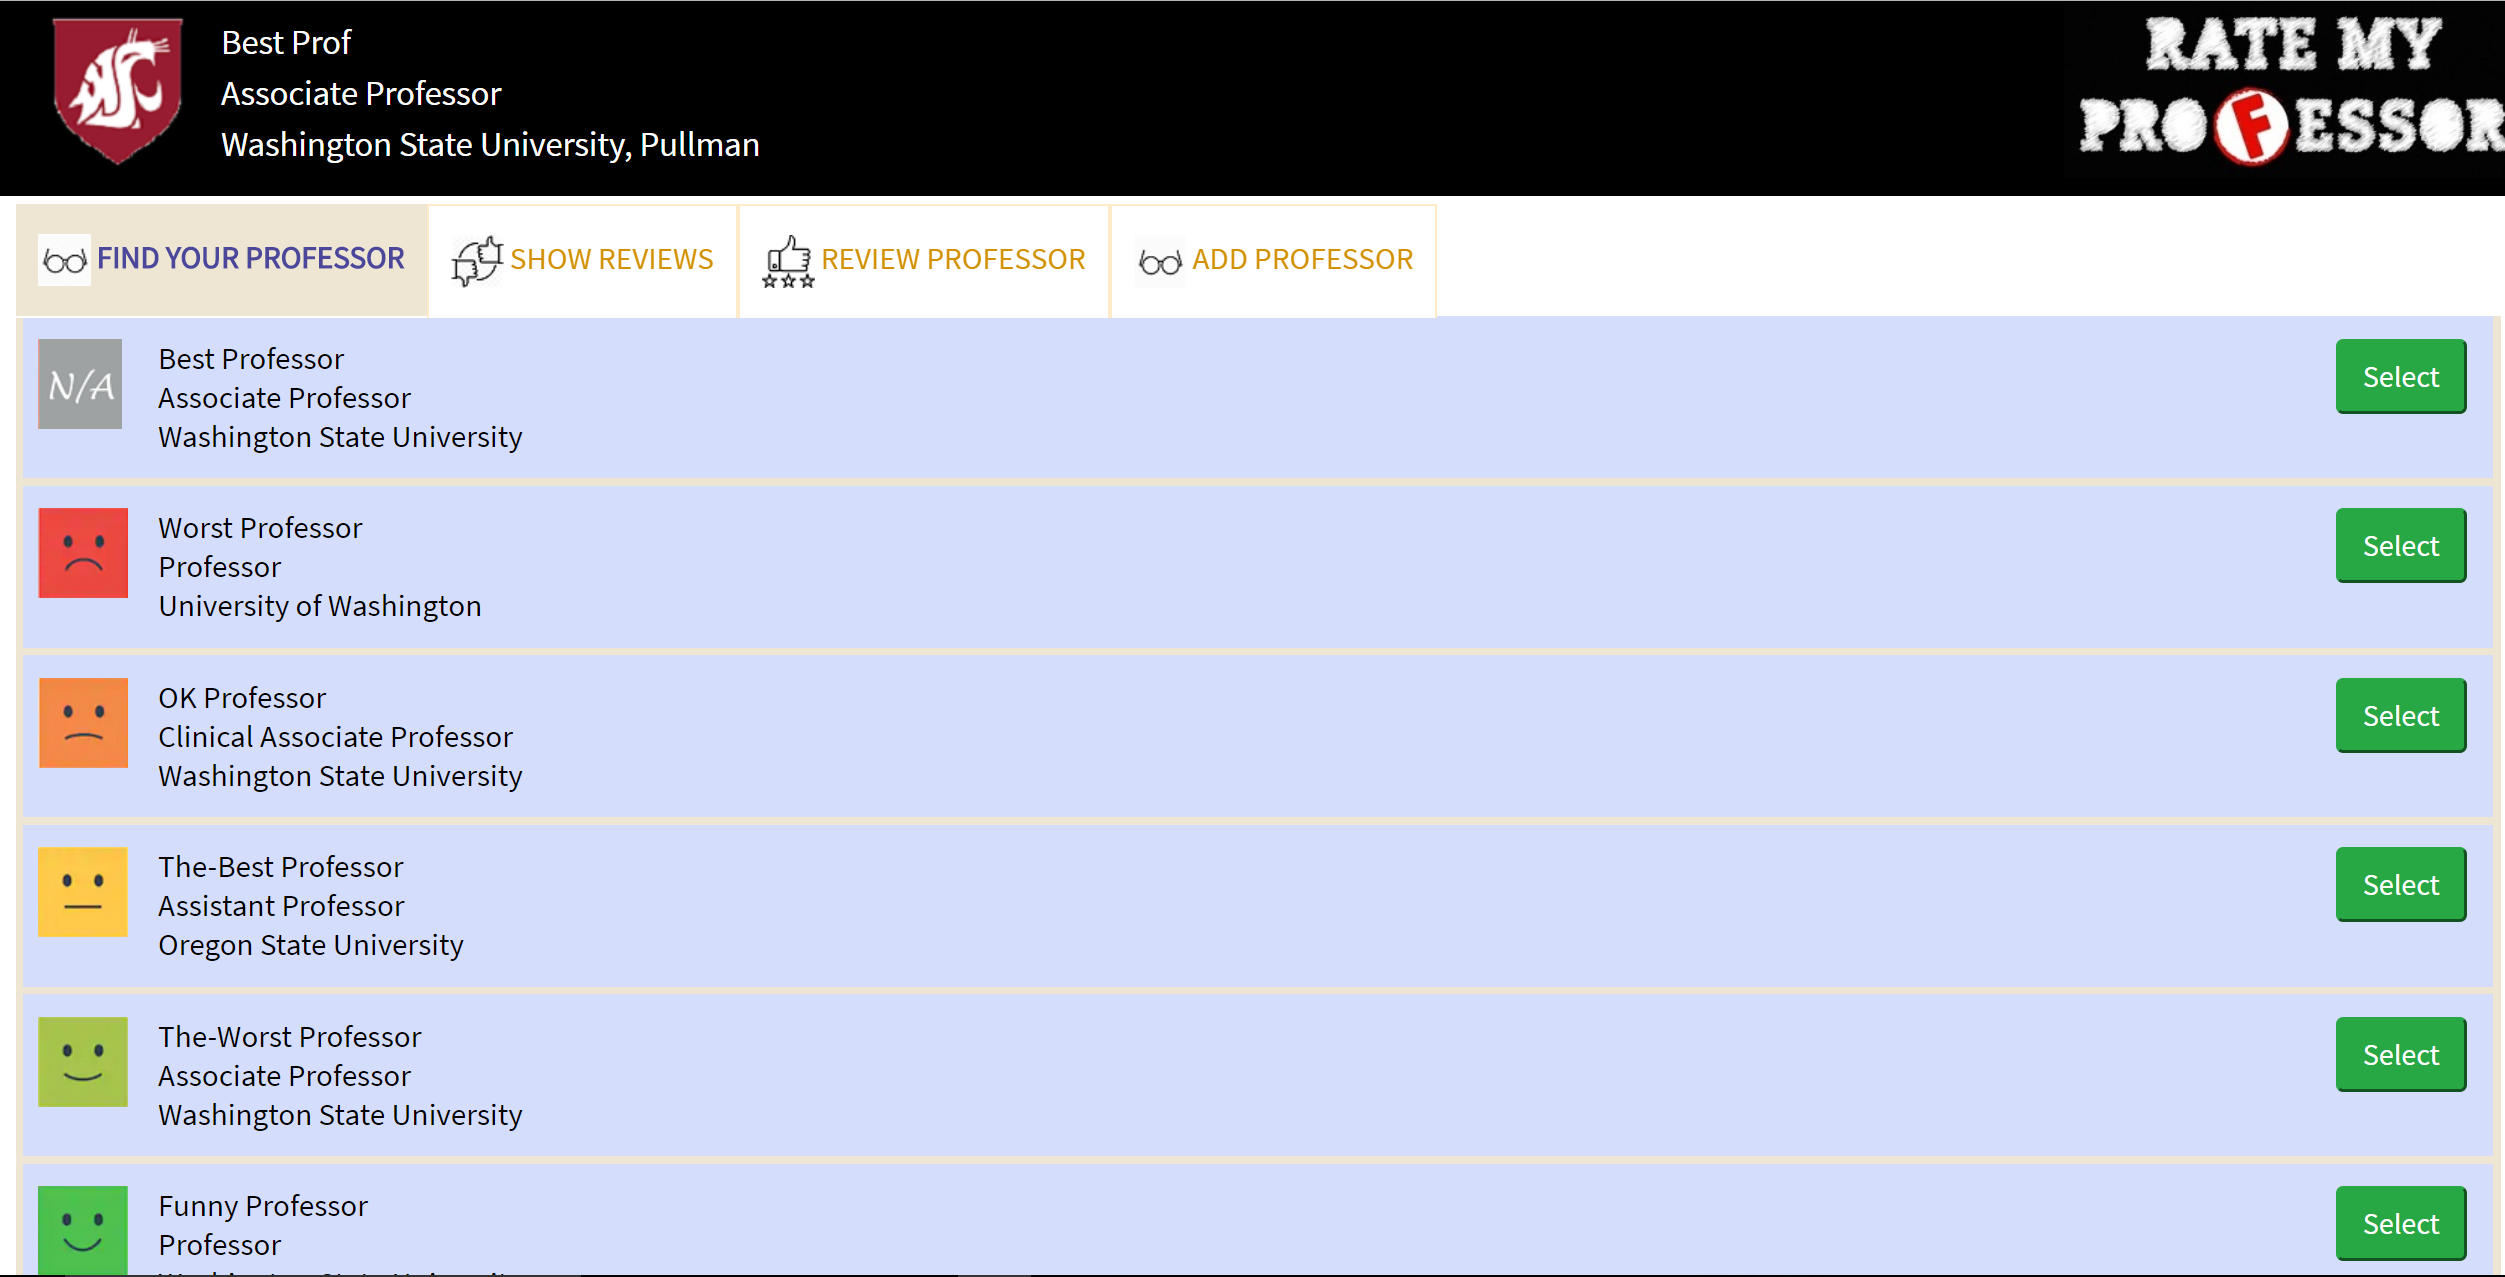 Best Prof
Associate Professor
Washington State University, Pullman
RATE MY
PROFESSOR
FIND YOUR PROFESSOR
SHOW REVIEWS
REVIEW PROFESSOR
ADD PROFESSOR
N/A
Best Professor
Associate Professor
Washington State University
Select
Worst Professor
Professor
University of Washington
Select
OK Professor
Clinical Associate Professor
Washington State University
Select
The-Best Professor
Assistant Professor
Oregon State University
Select
The-Worst Professor
Associate Professor
Washington State University
Select
Funny Professor
Professor
Select